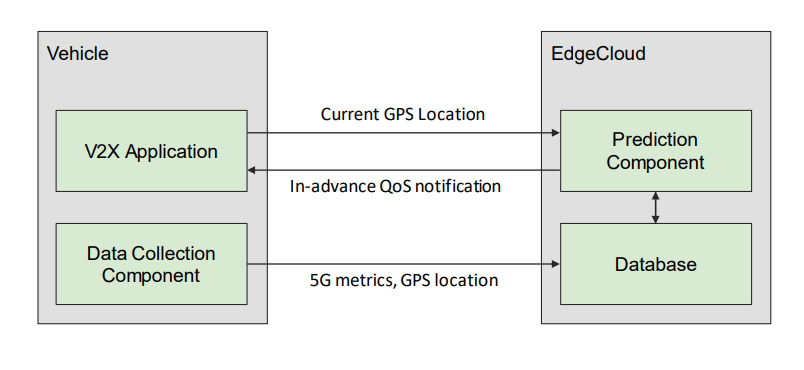 Vehicle
EdgeCloud
V2X Application
Current GPS Location
Prediction
Component
In-advance QoS notification
Data Collection
Component
5G metrics, GPS location
Database